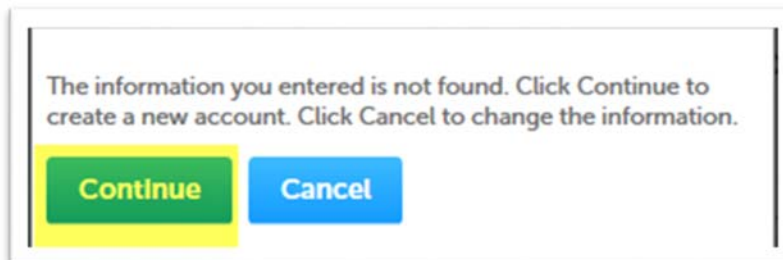 The information you entered is not found. Click Continue to
create a new account. Click Cancel to change the information.
Continue Cancel